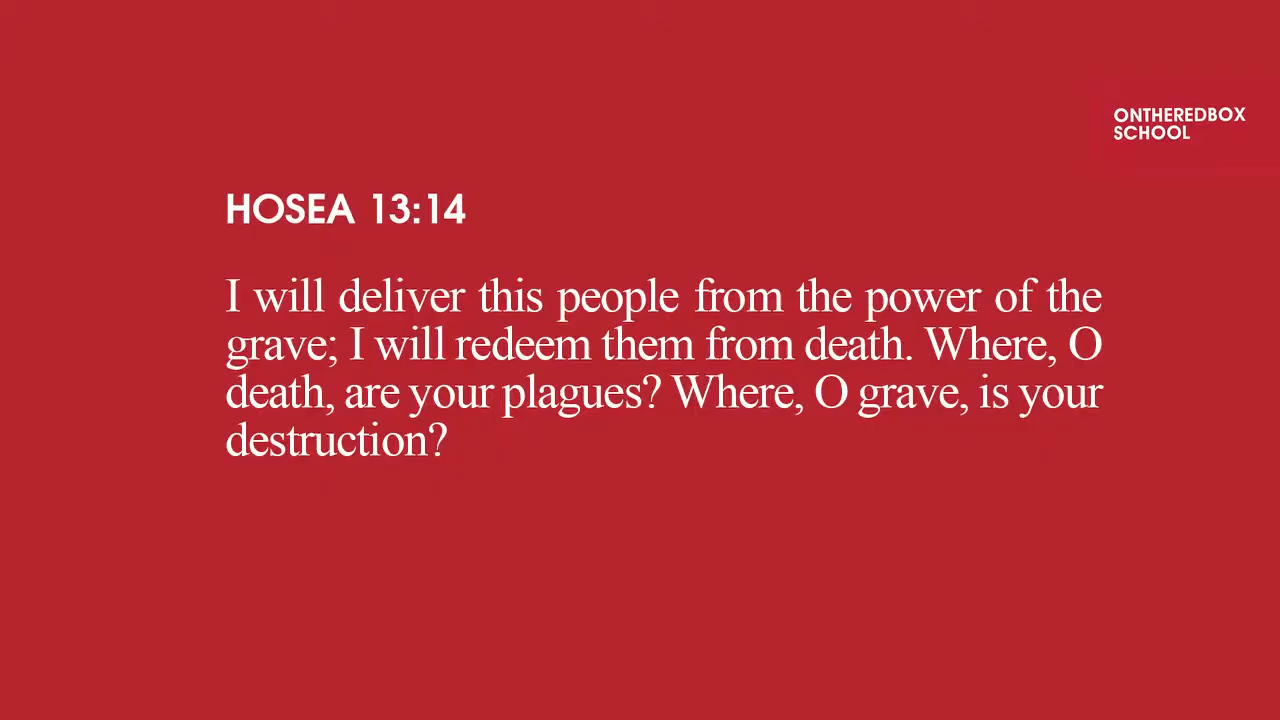 ONTHEREDBOX
SCHOOL
HOSEA 13:14
I will deliver this people from the power of the
grave; I will redeem them from death. Where, O
death, are your plagues? Where, O grave, is your
destruction?